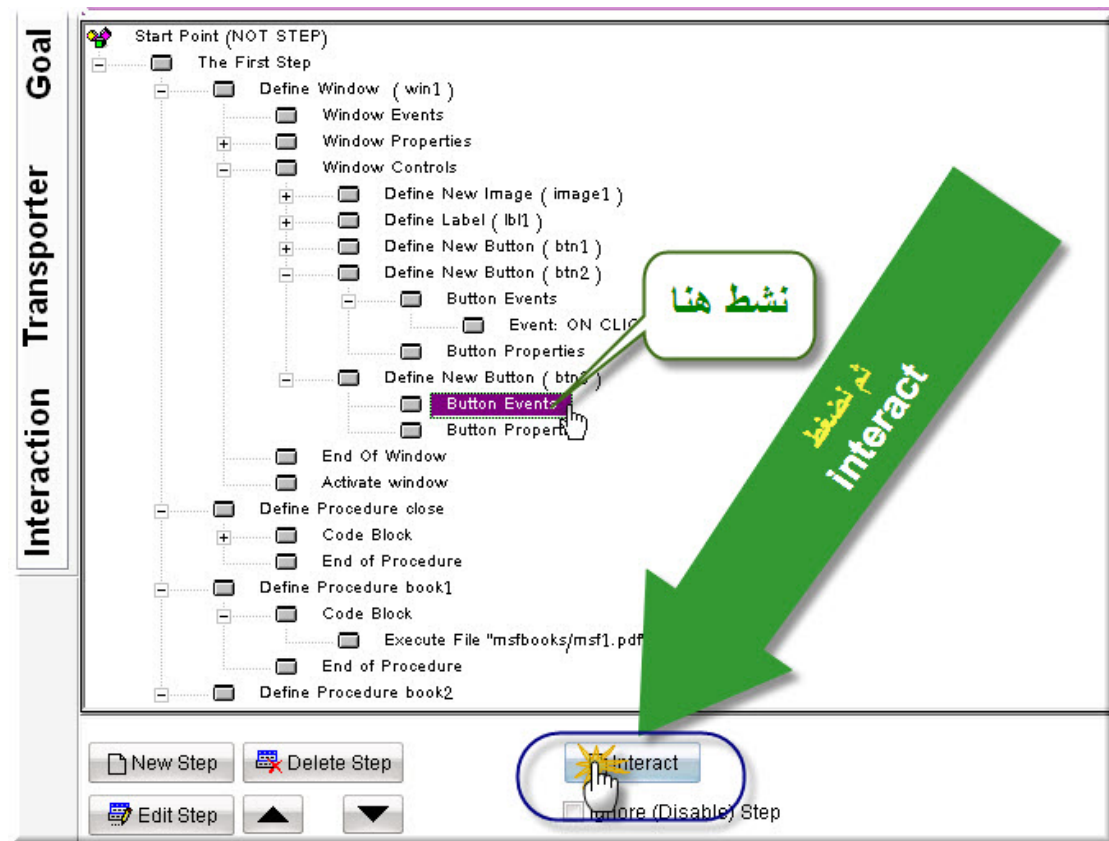 Goal
Transporter
Interaction
Start Point (NOT STEP)
The First Step
Define Window ( win1 )
Window Events
Window Properties
Window Controls
Define New Image ( image1 )
Define Label ( lbl1 )
Define New Button ( btn1 )
Define New Button ( btn2 )
Button Events
Event: ON CLIC
Button Properties
Define New Button ( btn3 )
Button Events
Button Propert
End Of Window
Activate window
Define Procedure close
Code Block
End of Procedure
Define Procedure book1
Code Block
Execute File "msfbooks/msf1.pdf"
End of Procedure
Define Procedure book2
نشط هنا
ثم نضغط
interact
New Step
Delete Step
Interact
Edit Step
Ignore (Disable) Step